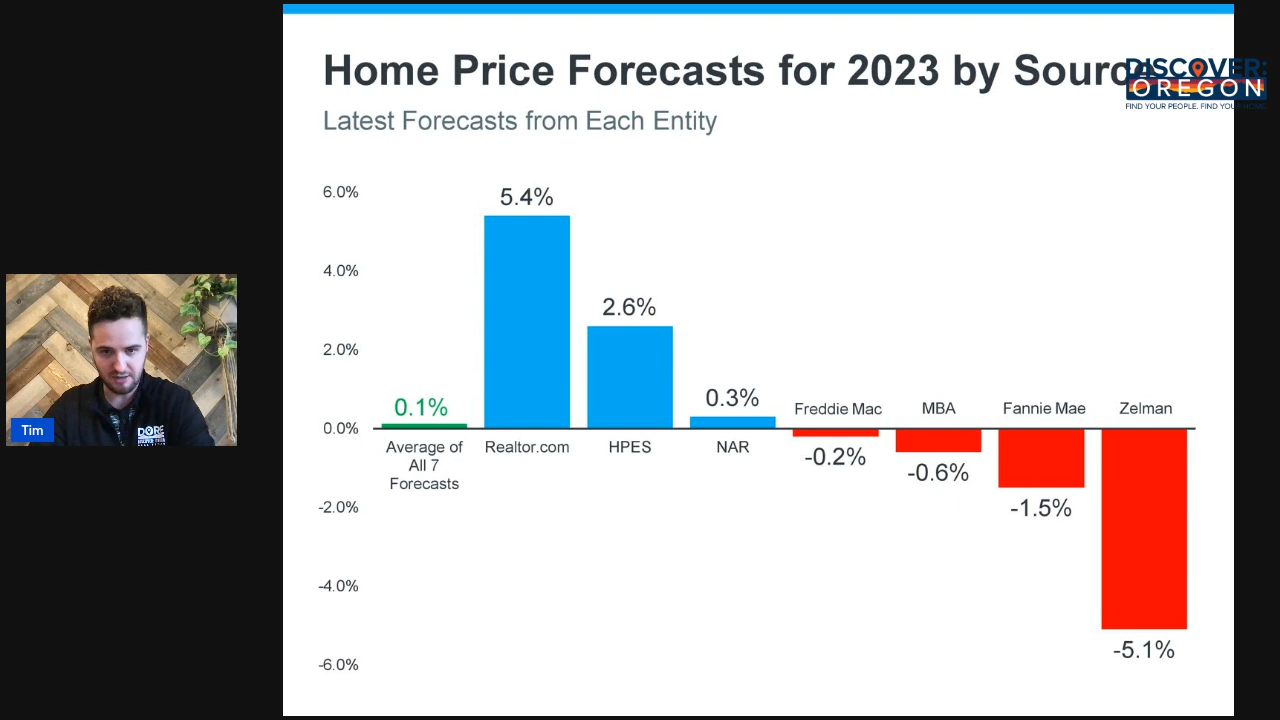 Home Price Forecasts for 2023 by Sourc
DISCOVER:
OREGON
FIND YOUR PEOPLE. FIND YOUR HOME.
Latest Forecasts from Each Entity
6.0%
4.0%
2.0%
0.0%
-2.0%
-4.0%
-6.0%
0.1%
5.4%
2.6%
0.3%
Freddie Mac
MBA
Fannie Mae
Zelman
Average of
All 7
Forecasts
Realtor.com
HPES
NAR
-0.2%
-0.6%
-1.5%
-5.1%
Tim
DORE